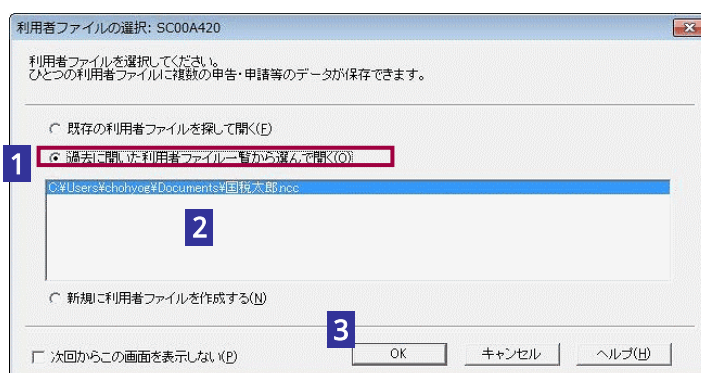 利用者ファイルの選択: SC00A420
利用者ファイルを選択してください。
ひとつの利用者ファイルに複数の申告・申請等のデータが保存できます。
既存の利用者ファイルを探して開く(F)
1
過去に開いた利用者ファイル一覧から選んで開く(O)
C:¥Users¥chohyog¥Documents¥国税太郎.ncc
2
新規に利用者ファイルを作成する(N)
3
次回からこの画面を表示しない(P)
OK
キャンセル
ヘルプ(H)